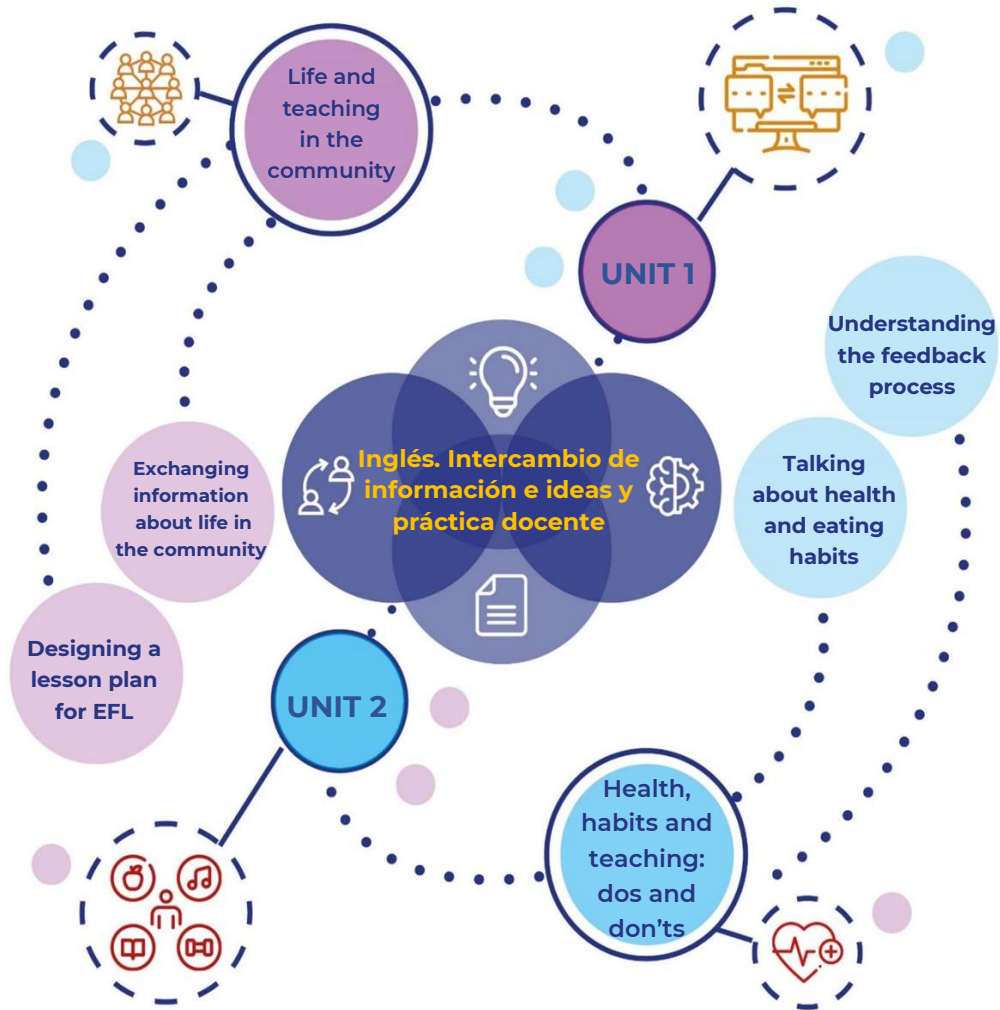 Life and
teaching
in the
community
UNIT 1
Understanding
the feedback
process
Exchanging
information
about life in
the community
Inglés. Intercambio de
información e ideas y
práctica docente
Talking
about health
and eating
habits
Designing a
lesson plan
for EFL
UNIT 2
Health,
habits and
teaching:
dos and
don’ts